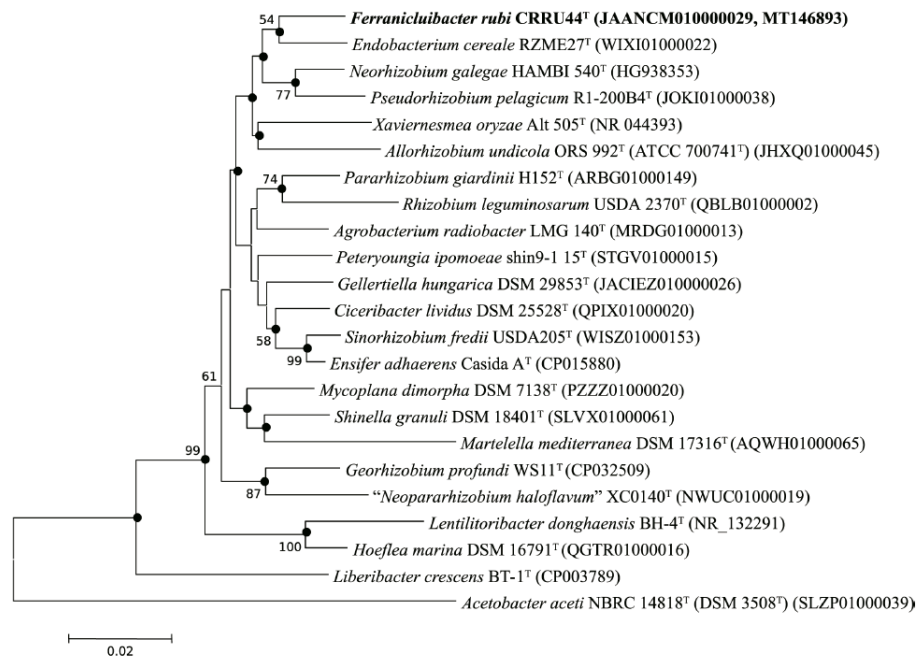 54
Ferranicluibacter rubi CRRU44ᵀ (JAANCM010000029, MT146893)
Endobacterium cereale RZME27ᵀ (WIXI01000022)
Neorhizobium galegae HAMBI 540ᵀ (HG938353)
77
Pseudorhizobium pelagicum R1-200B4ᵀ (JOKI01000038)
Xaviernesmea oryzae Alt 505ᵀ (NR 044393)
Allorhizobium undicola ORS 992ᵀ (ATCC 700741ᵀ) (JHXQ01000045)
74
Pararhizobium giardinii H152ᵀ (ARBG01000149)
Rhizobium leguminosarum USDA 2370ᵀ (QBLB01000002)
Agrobacterium radiobacter LMG 140ᵀ (MRDG01000013)
Peteryoungia ipomoeae shin9-1 15ᵀ (STGV01000015)
Gellertiella hungarica DSM 29853ᵀ (JACIEZ010000026)
Ciceribacter lividus DSM 25528ᵀ (QPIX01000020)
58
Sinorhizobium fredii USDA205ᵀ (WISZ01000153)
99
Ensifer adhaerens Casida Aᵀ (CP015880)
61
Mycoplana dimorpha DSM 7138ᵀ (PZZZ01000020)
Shinella granuli DSM 18401ᵀ (SLVX01000061)
Martelella mediterranea DSM 17316ᵀ (AQWH01000065)
99
Georhizobium profundi WS11ᵀ (CP032509)
87
“Neopararhizobium haloflavum” XC0140ᵀ (NWUC01000019)
Lentilitoribacter donghaensis BH-4ᵀ (NR_132291)
100
Hoeflea marina DSM 16791ᵀ (QGTR01000016)
Liberibacter crescens BT-1ᵀ (CP003789)
Acetobacter aceti NBRC 14818ᵀ (DSM 3508ᵀ) (SLZP01000039)
0.02